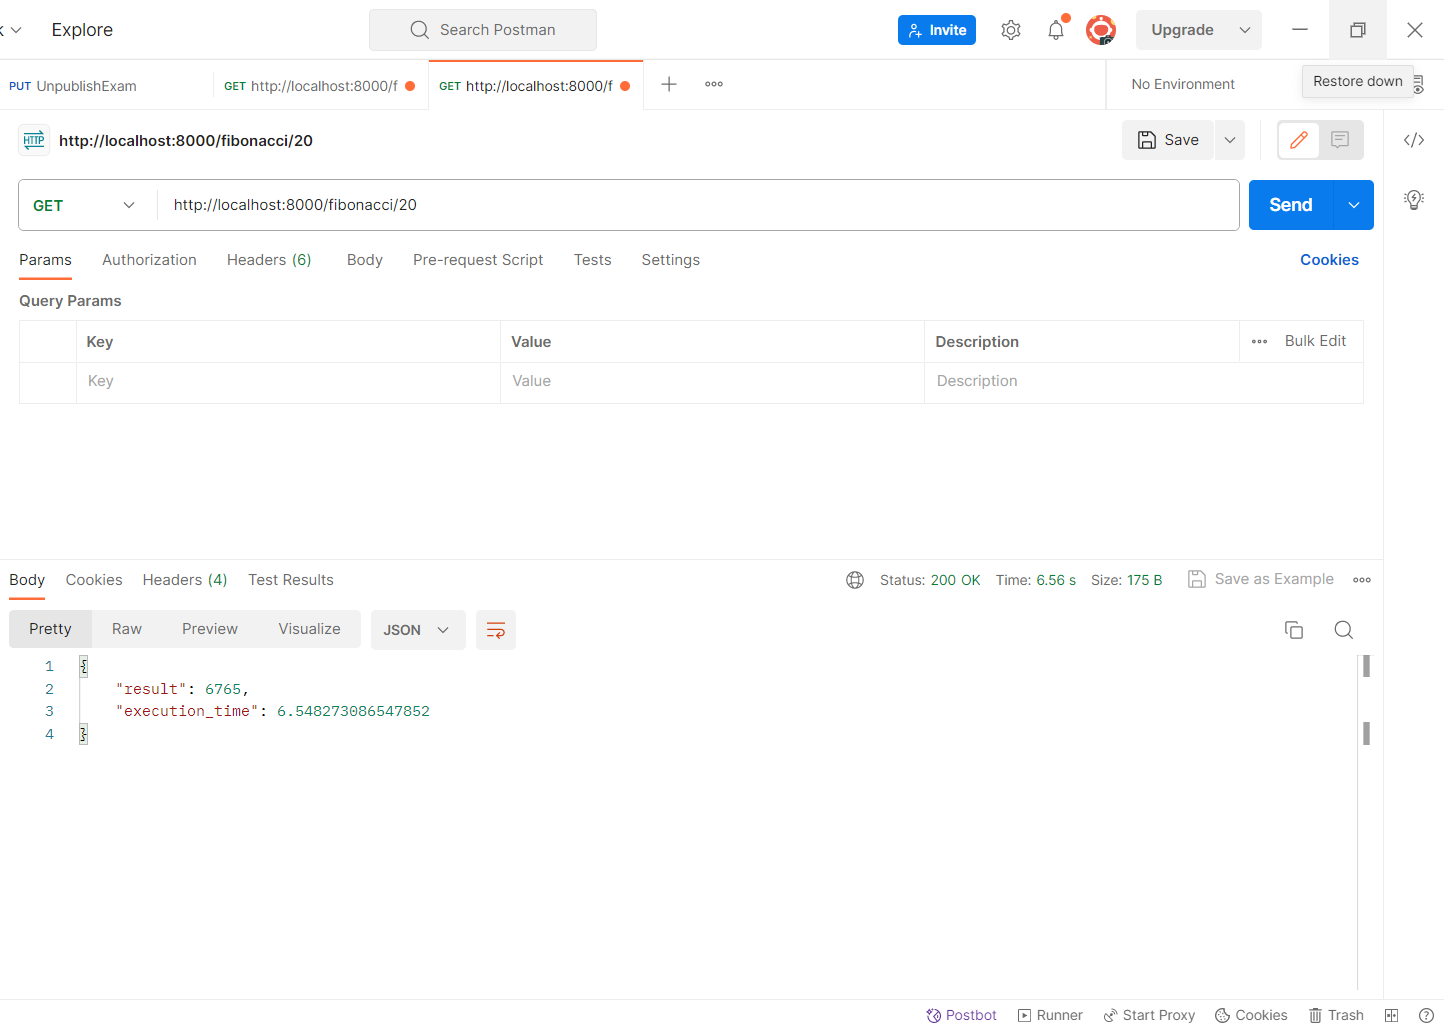 Explore
Search Postman
Invite
Upgrade
PUT UnpublishExam
GET http://localhost:8000/f
GET http://localhost:8000/f
No Environment
Restore down
HTTP
http://localhost:8000/fibonacci/20
Save
</>
GET
http://localhost:8000/fibonacci/20
Send
Params
Authorization
Headers (6)
Body
Pre-request Script
Tests
Settings
Cookies
Query Params
Key
Value
Description
Bulk Edit
Key
Value
Description
Body
Cookies
Headers (4)
Test Results
Status: 200 OK
Time: 6.56 s
Size: 175 B
Save as Example
Pretty
Raw
Preview
Visualize
JSON
1 {
2 "result": 6765,
3 "execution_time": 6.548273086547852
4 }
Postbot
Runner
Start Proxy
Cookies
Trash